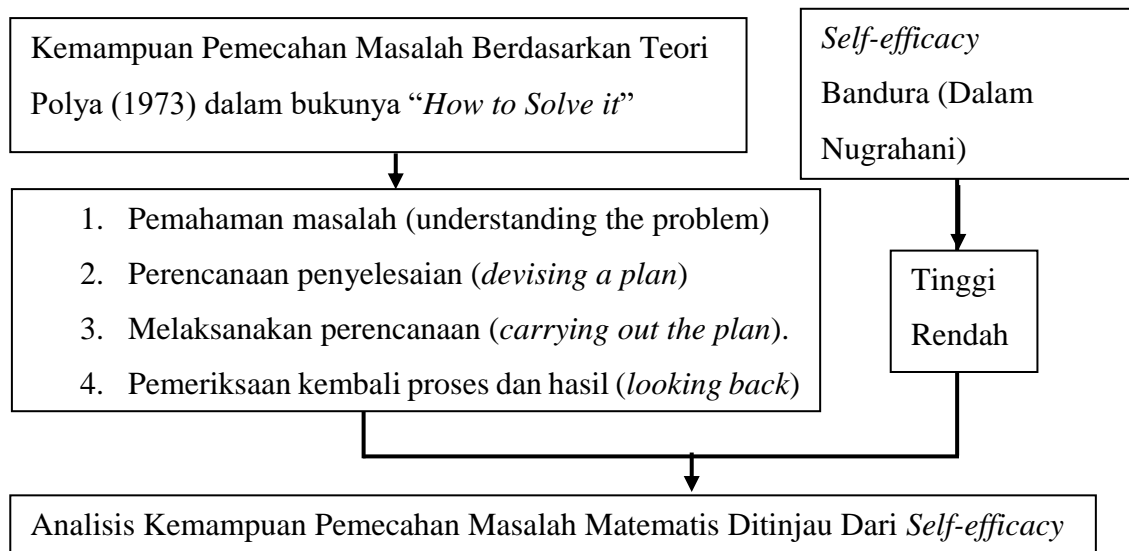 Kemampuan Pemecahan Masalah Berdasarkan Teori
Polya (1973) dalam bukunya “How to Solve it”
Self-efficacy
Bandura (Dalam
Nugrahani)
1. Pemahaman masalah (understanding the problem)
2. Perencanaan penyelesaian (devising a plan)
3. Melaksanakan perencanaan (carrying out the plan).
4. Pemeriksaan kembali proses dan hasil (looking back)
Tinggi
Rendah
Analisis Kemampuan Pemecahan Masalah Matematis Ditinjau Dari Self-efficacy